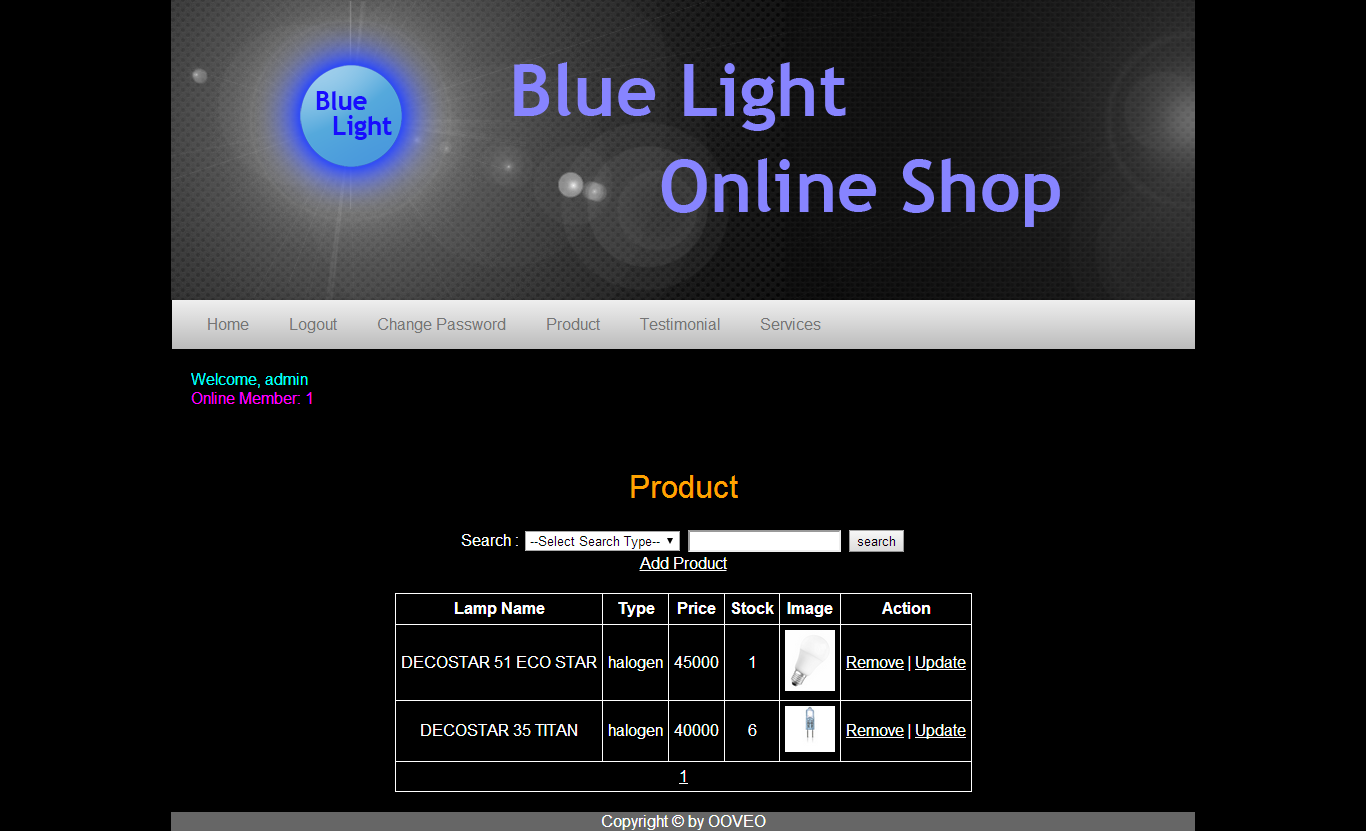 Blue
Light
Blue Light
Online Shop
Home Logout Change Password Product Testimonial Services
Welcome, admin
Online Member: 1
Product
Search : --Select Search Type-- search
Add Product
Lamp Name Type Price Stock Image Action
DECOSTAR 51 ECO STAR halogen 45000 1 Remove | Update
DECOSTAR 35 TITAN halogen 40000 6 Remove | Update
1
Copyright © by OOVEO